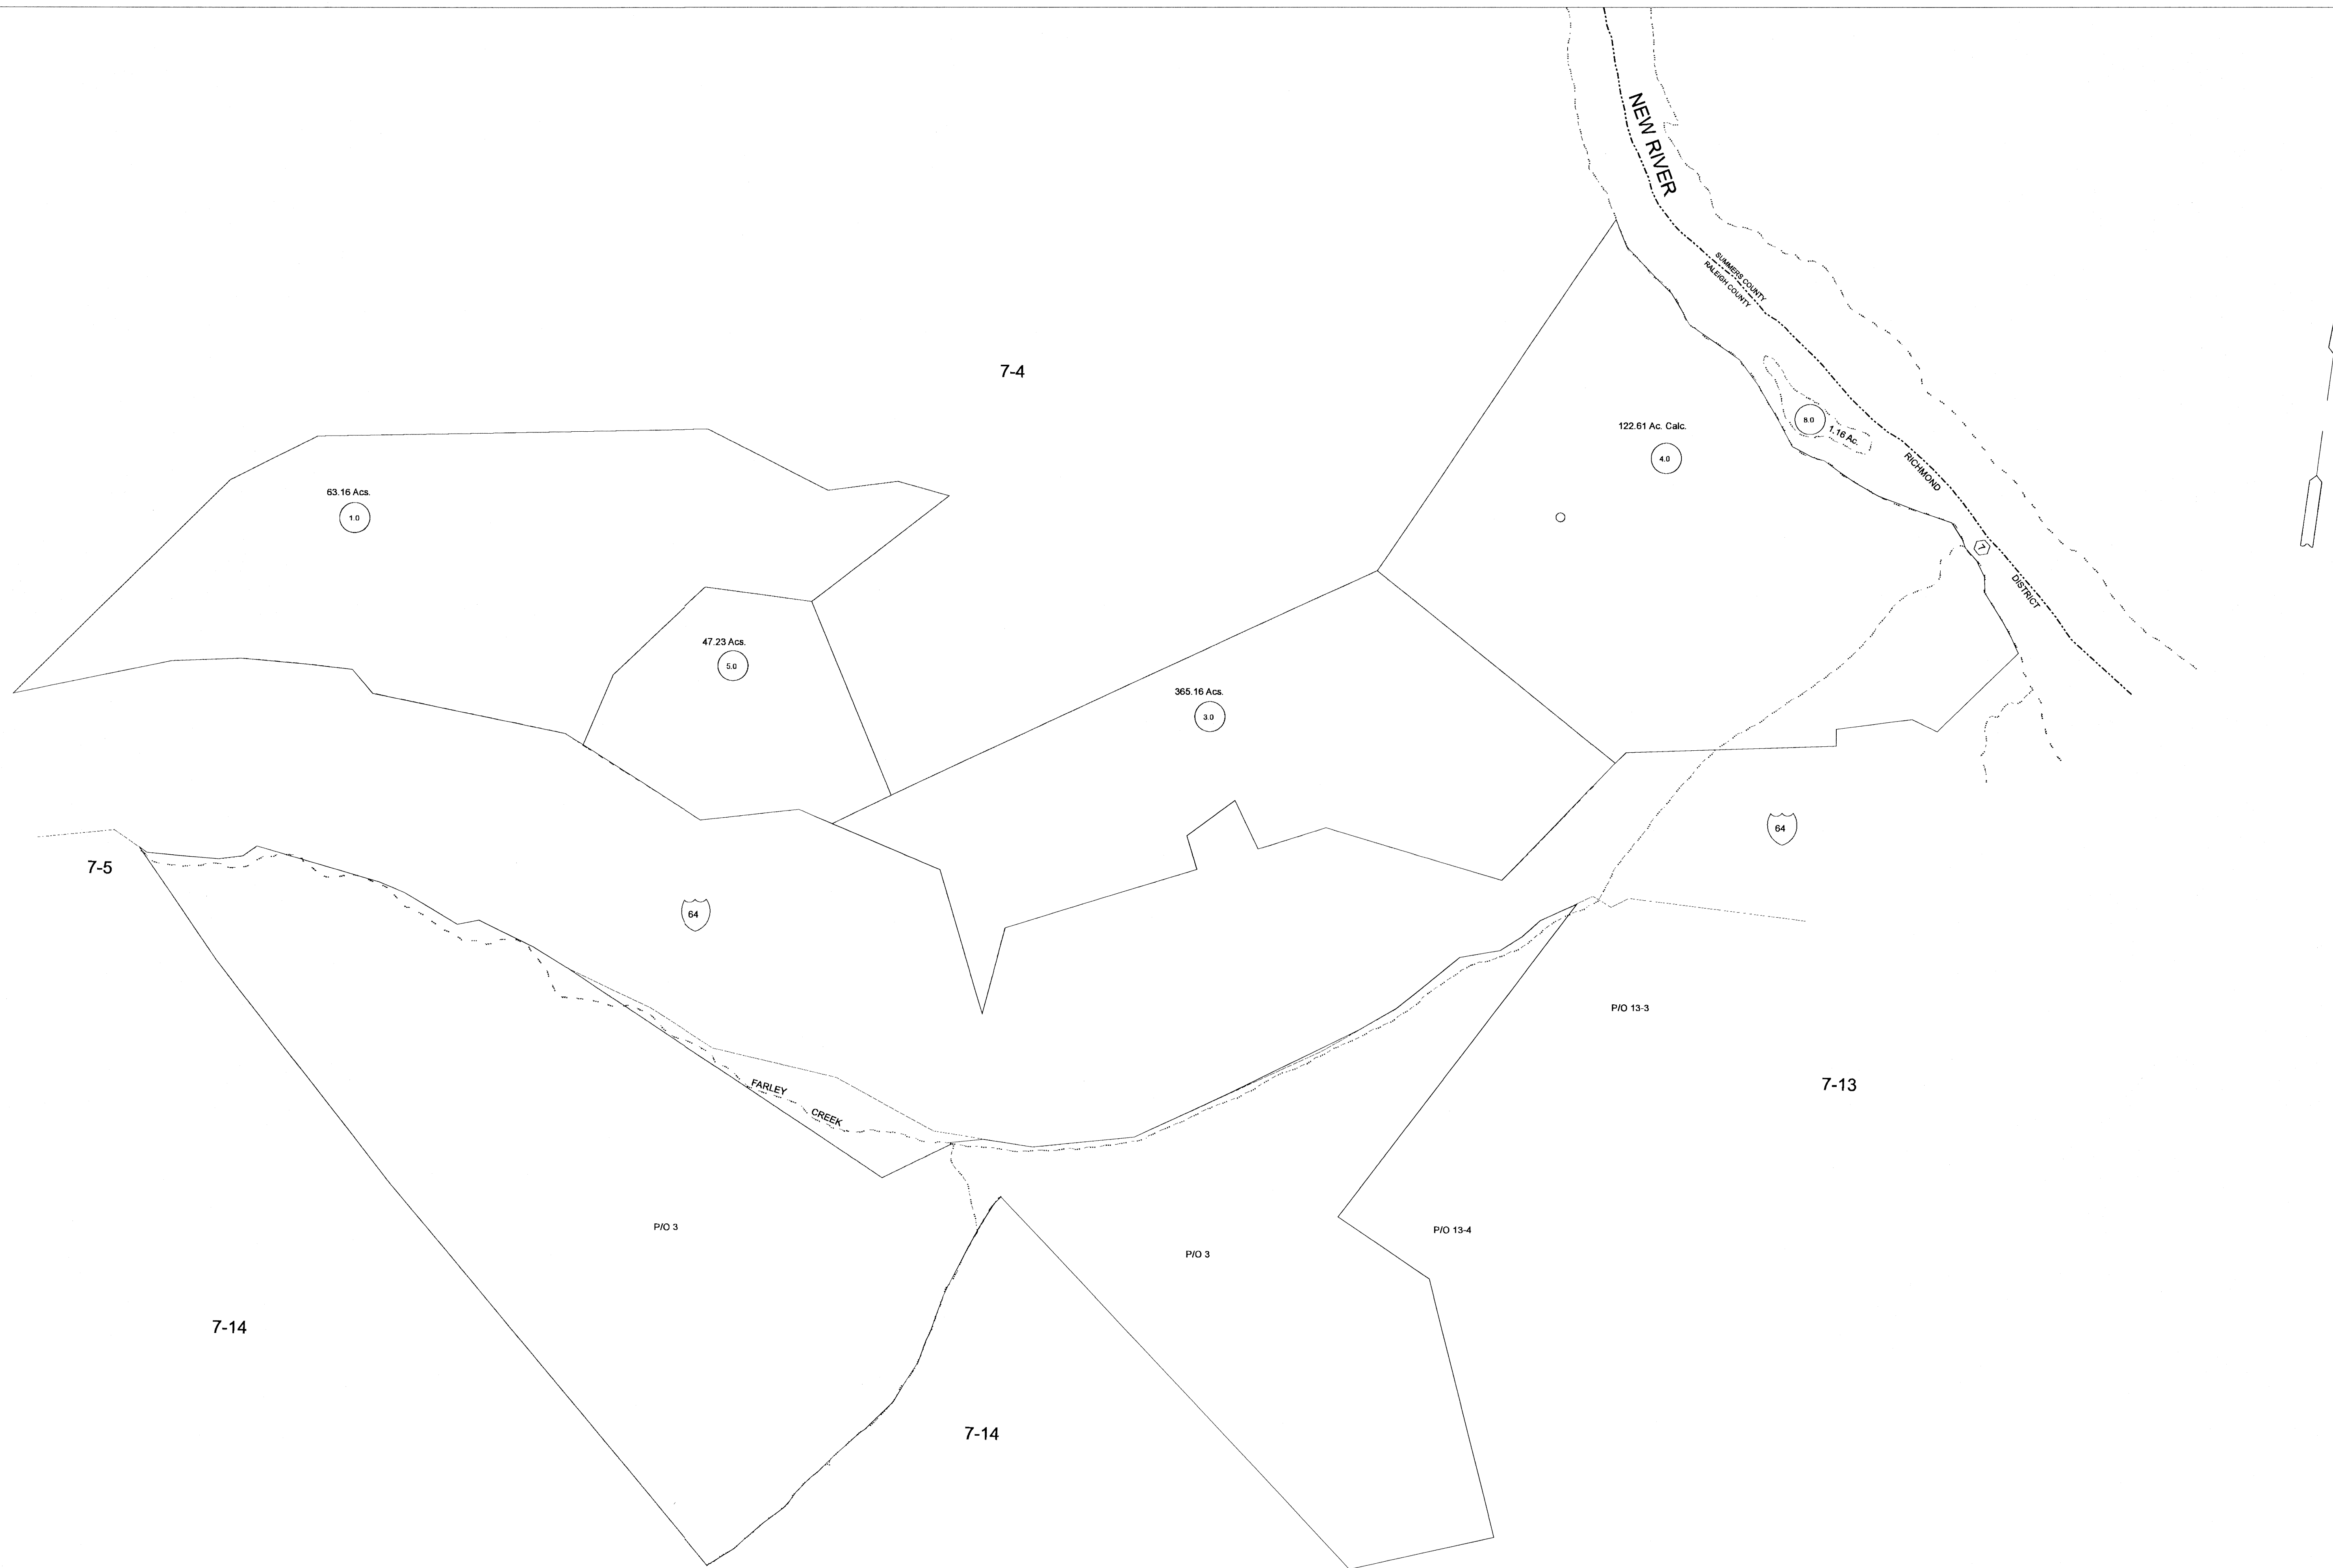 NEW RIVER
SUMMERS COUNTY
RALEIGH COUNTY
7-4
122.61 Ac. Calc.
4.0
8.0
1.16 Ac.
RICHMOND
63.16 Acs.
1.0
7
DISTRICT
47.23 Acs.
5.0
365.16 Acs.
3.0
64
7-5
64
P/O 13-3
7-13
FARLEY
CREEK
P/O 3
P/O 13-4
P/O 3
7-14
7-14